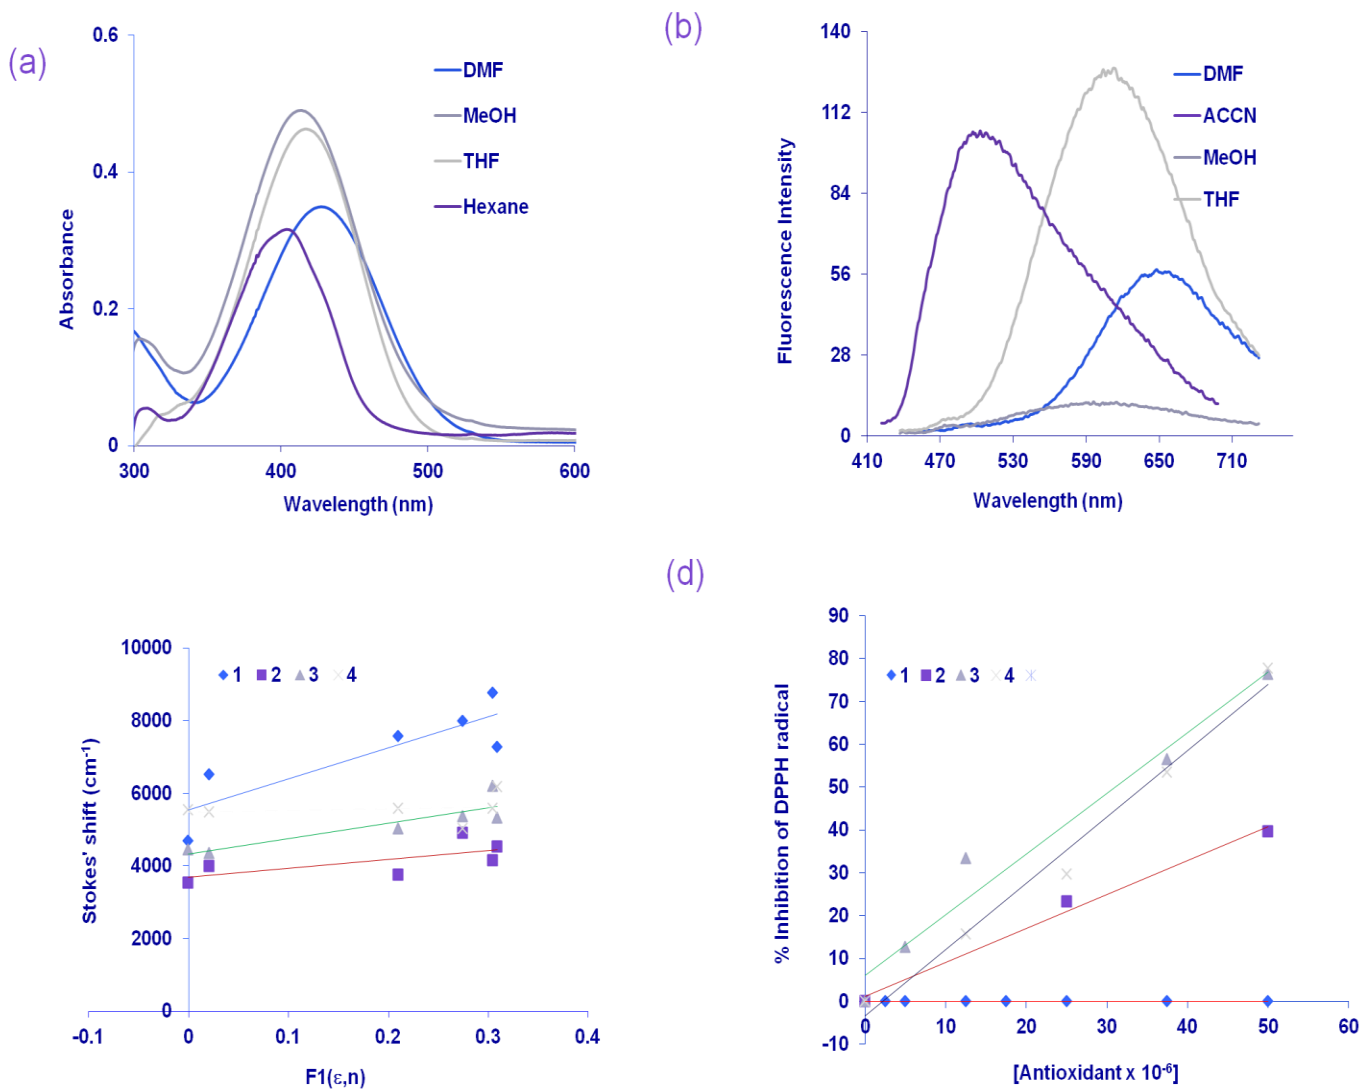 (a)
0.6
0.4
0.2
0
300
400
500
600
Absorbance
Wavelength (nm)
DMF
MeOH
THF
Hexane
(b)
140
112
84
56
28
0
410
470
530
590
650
710
Fluorescence Intensity
Wavelength (nm)
DMF
ACCN
MeOH
THF
10000
8000
6000
4000
2000
0
-0.1
0
0.1
0.2
0.3
0.4
Stokes' shift (cm-1)
F1(ε,n)
1 2 3 4
(d)
90
80
70
60
50
40
30
20
10
0
-10
0
10
20
30
40
50
60
% Inhibition of DPPH radical
[Antioxidant x 10-6]
1 2 3 4